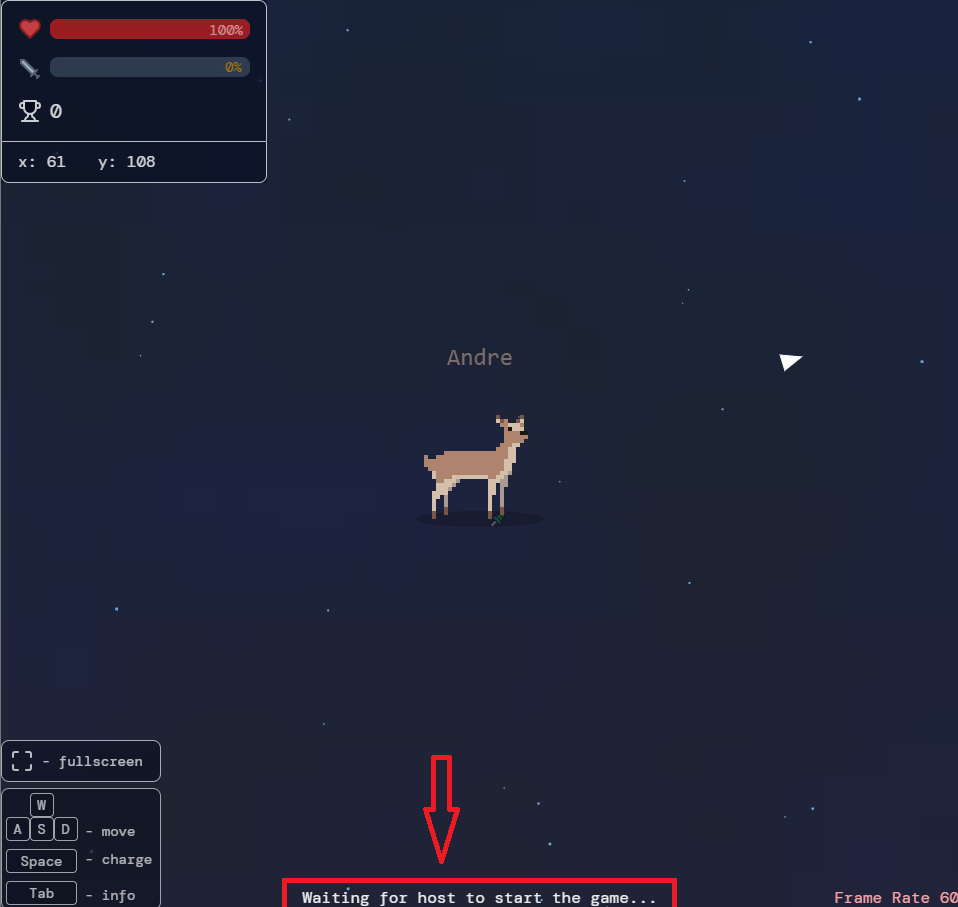 100%
0%
0
x: 61 y: 108
Andre
- fullscreen
W
A S D - move
Space - charge
Tab - info
Waiting for host to start the game...
Frame Rate 60